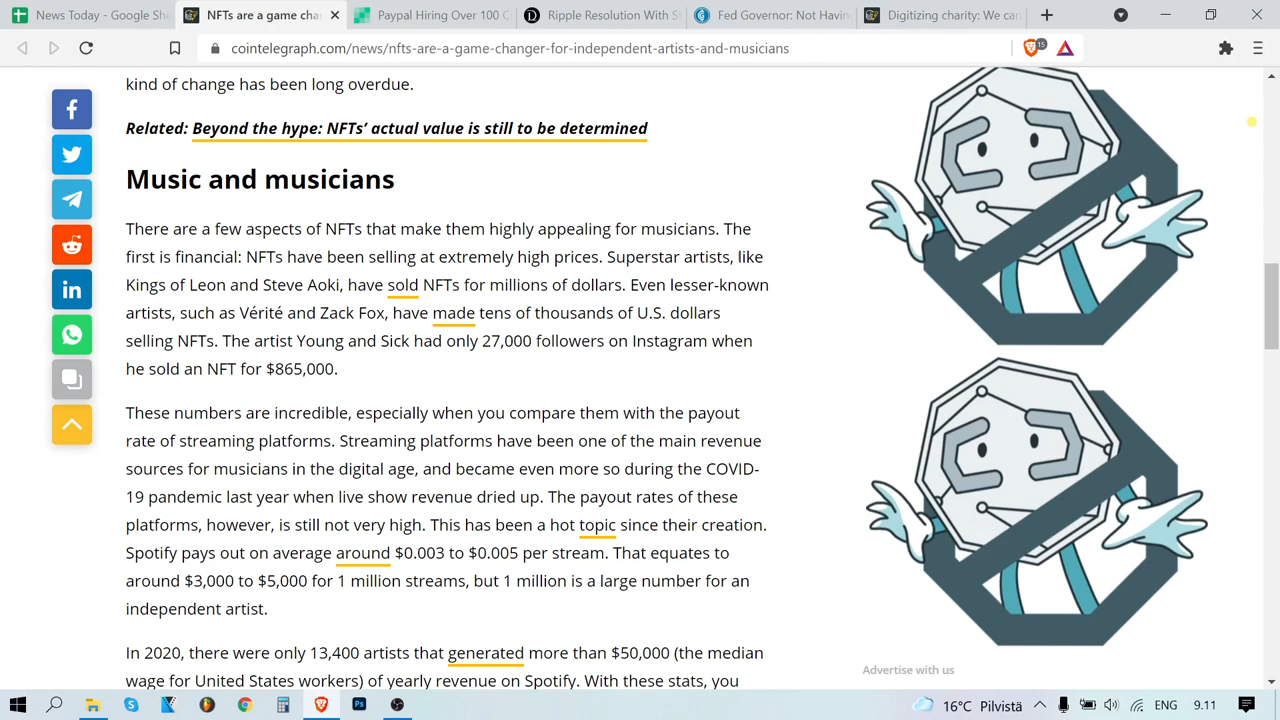 News Today - Google She
NFTs are a game cha
Paypal Hiring Over 100 C
Ripple Resolution With S
Fed Governor: Not Havin
Digitizing charity: We can
cointelegraph.com/news/nfts-are-a-game-changer-for-independent-artists-and-musicians
15
kind of change has been long overdue.
Related: Beyond the hype: NFTs’ actual value is still to be determined
Music and musicians
There are a few aspects of NFTs that make them highly appealing for musicians. The
first is financial: NFTs have been selling at extremely high prices. Superstar artists, like
Kings of Leon and Steve Aoki, have sold NFTs for millions of dollars. Even lesser-known
artists, such as Vérité and Zack Fox, have made tens of thousands of U.S. dollars
selling NFTs. The artist Young and Sick had only 27,000 followers on Instagram when
he sold an NFT for $865,000.
These numbers are incredible, especially when you compare them with the payout
rate of streaming platforms. Streaming platforms have been one of the main revenue
sources for musicians in the digital age, and became even more so during the COVID-
19 pandemic last year when live show revenue dried up. The payout rates of these
platforms, however, is still not very high. This has been a hot topic since their creation.
Spotify pays out on average around $0.003 to $0.005 per stream. That equates to
around $3,000 to $5,000 for 1 million streams, but 1 million is a large number for an
independent artist.
In 2020, there were only 13,400 artists that generated more than $50,000 (the median
wage for United States workers) of yearly revenue on Spotify. With these stats, you
Advertise with us
16°C Pilvistä
ENG
9.11